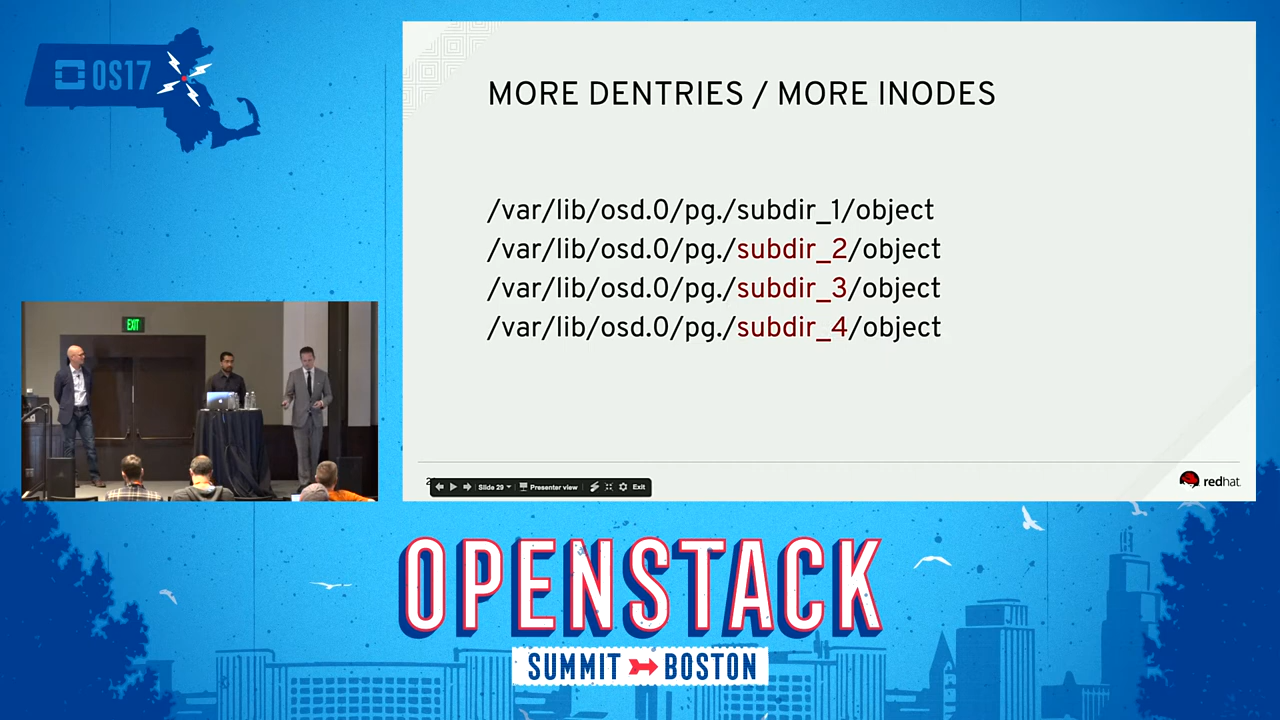 OS17
MORE DENTRIES / MORE INODES
/var/lib/osd.0/pg./subdir_1/object
/var/lib/osd.0/pg./subdir_2/object
/var/lib/osd.0/pg./subdir_3/object
/var/lib/osd.0/pg./subdir_4/object
EXIT
Slide 29
Presenter view
Exit
redhat.
OPENSTACK
SUMMIT BOSTON